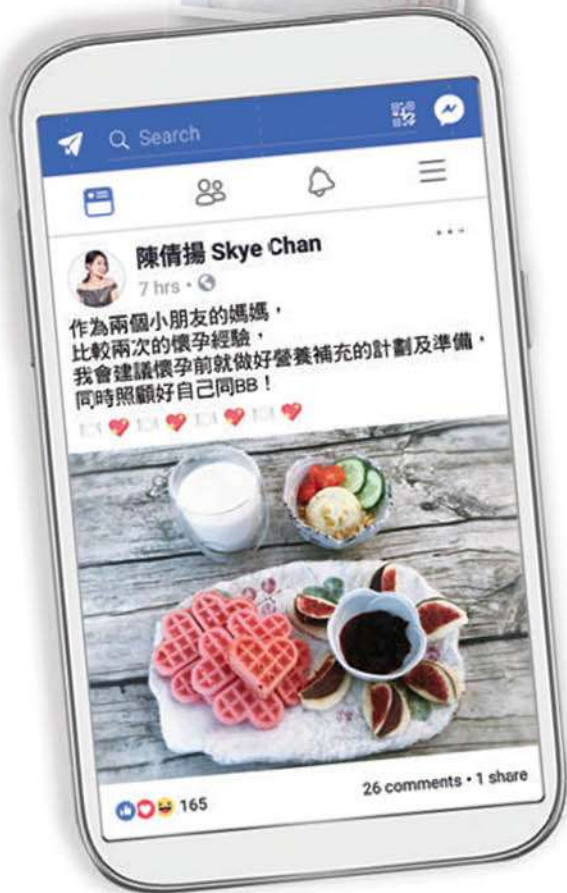 Search
陳倩揚 Skye Chan
7 hrs
作為兩個小朋友的媽媽，
比較兩次的懷孕經驗，
我會建議懷孕前就做好營養補充的計劃及準備，
同時照顧好自己同BB！
165
26 comments • 1 share